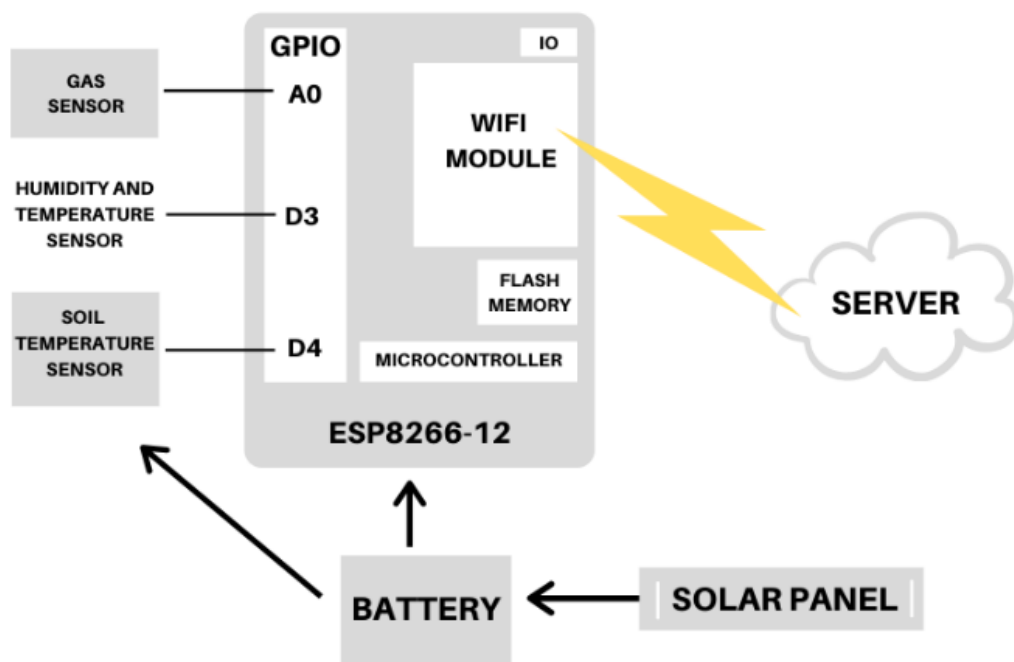 GPIO
IO
GAS
SENSOR
A0
WIFI
MODULE
HUMIDITY AND
TEMPERATURE
SENSOR
D3
FLASH
MEMORY
SERVER
SOIL
TEMPERATURE
SENSOR
D4
MICROCONTROLLER
ESP8266-12
BATTERY
SOLAR PANEL